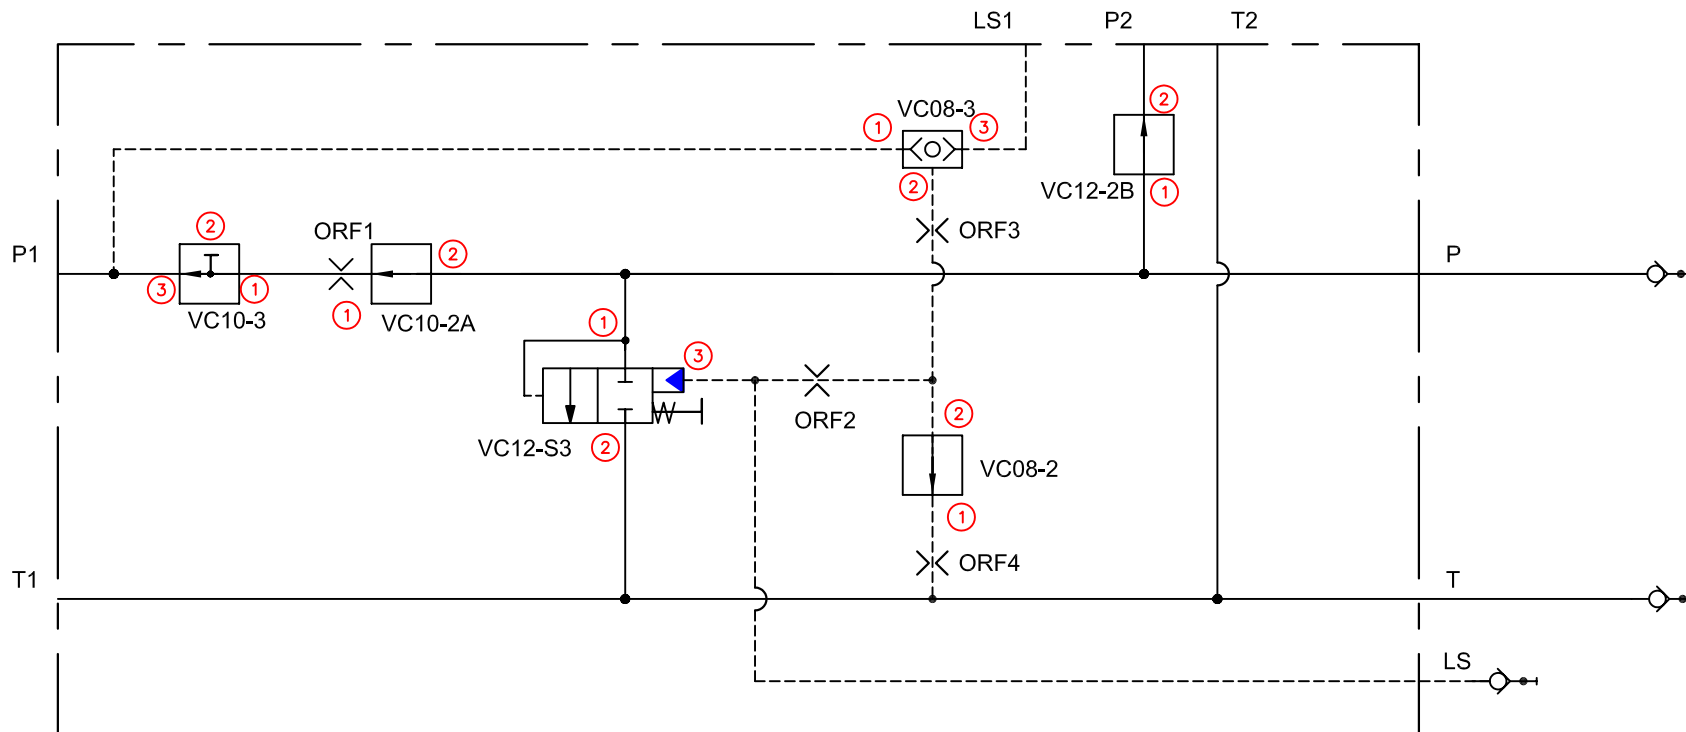 LS1 P2 T2
VC08-3
1 3
2
2
VC12-2B
1
P1
2
ORF1
2
ORF3
P
3 1
VC10-3
1
VC10-2A
1
3
ORF2
2
VC12-S3
2
VC08-2
1
T1
ORF4
T
LS